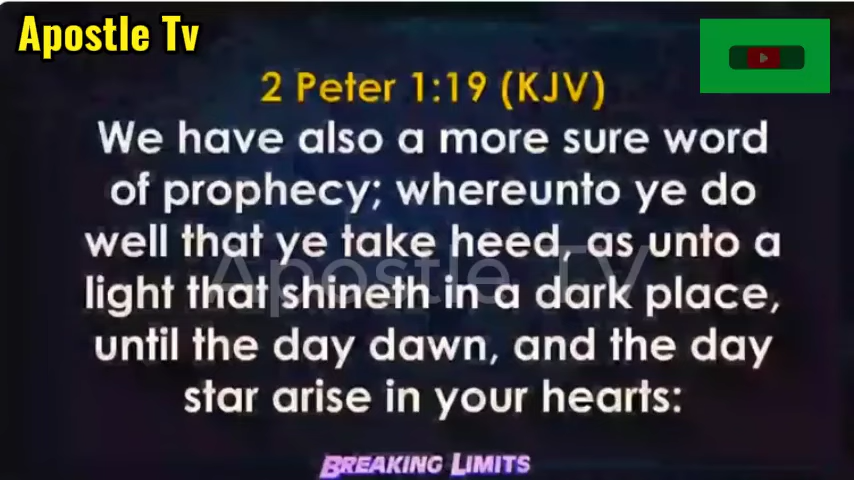 Apostle Tv
2 Peter 1:19 (KJV)
We have also a more sure word
of prophecy; whereunto ye do
well that ye take heed, as unto a
light that shineth in a dark place,
until the day dawn, and the day
star arise in your hearts:
Apostle TV
BREAKING LIMITS